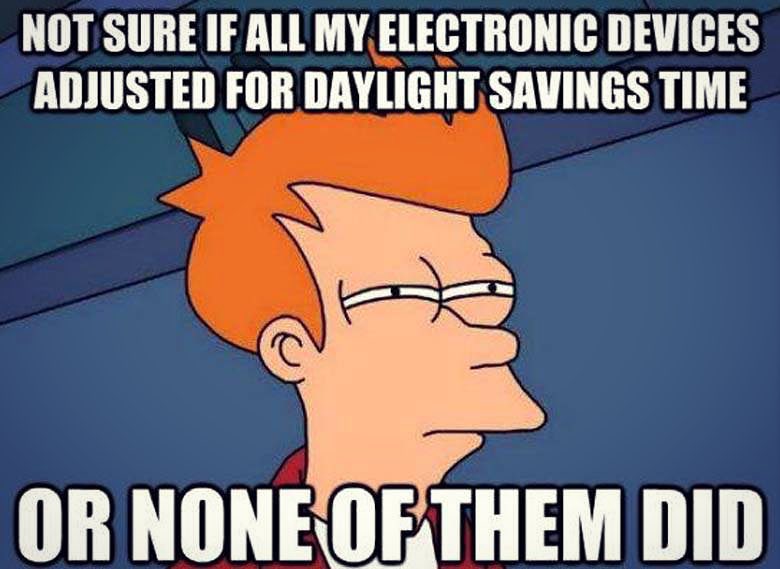 NOT SURE IF ALL MY ELECTRONIC DEVICES
ADJUSTED FOR DAYLIGHT SAVINGS TIME
OR NONE OF THEM DID